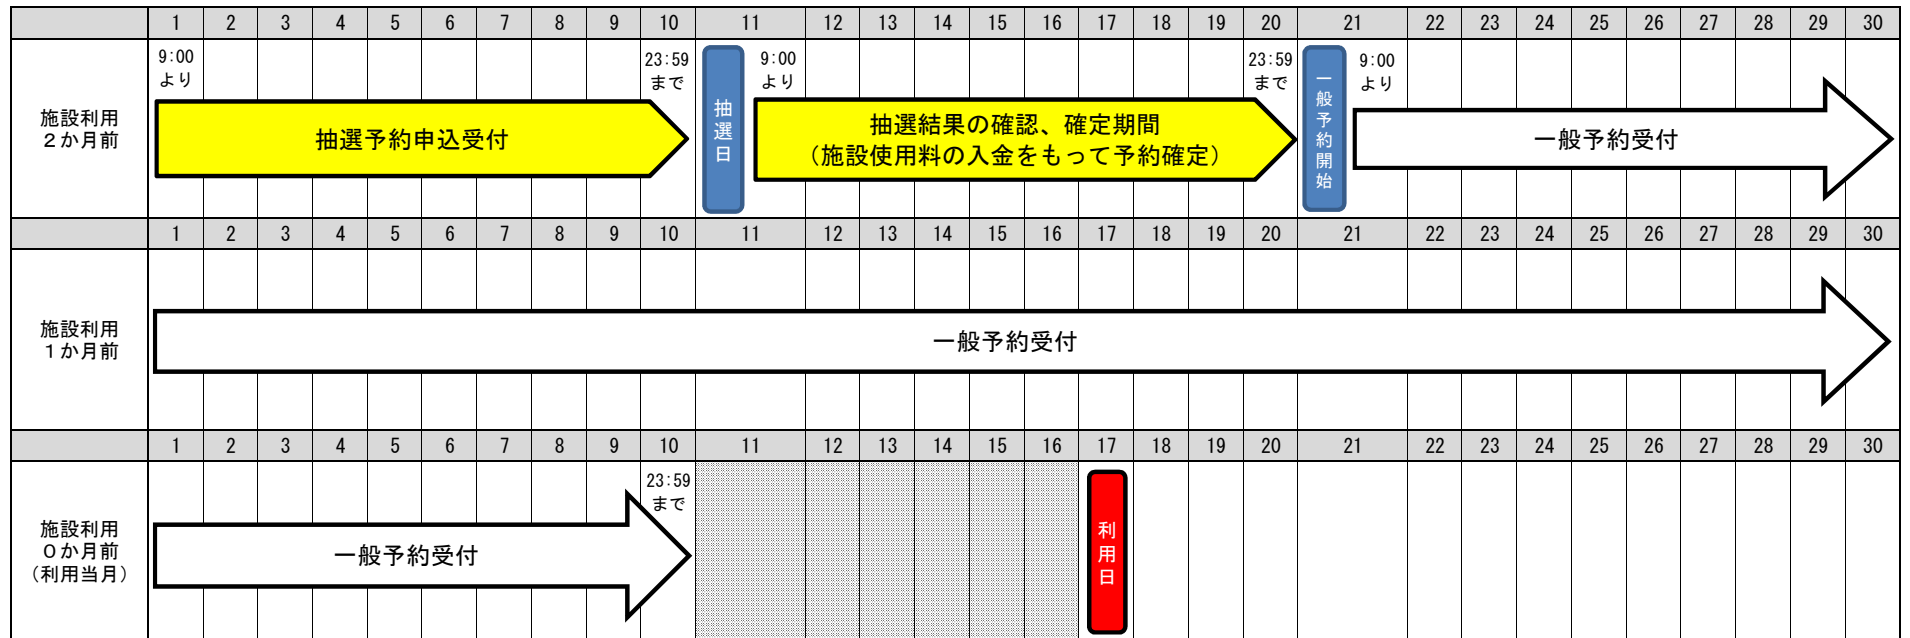 1 2 3 4 5 6 7 8 9 10 11 12 13 14 15 16 17 18 19 20 21 22 23 24 25 26 27 28 29 30
施設利用
２か月前
9:00
より
抽選予約申込受付
23:59
まで
抽選日
9:00
より
抽選結果の確認、確定期間
（施設使用料の入金をもって予約確定）
23:59
まで
一般予約開始
9:00
より
一般予約受付
1 2 3 4 5 6 7 8 9 10 11 12 13 14 15 16 17 18 19 20 21 22 23 24 25 26 27 28 29 30
施設利用
１か月前
一般予約受付
1 2 3 4 5 6 7 8 9 10 11 12 13 14 15 16 17 18 19 20 21 22 23 24 25 26 27 28 29 30
施設利用
０か月前
（利用当月）
一般予約受付
23:59
まで
利用日